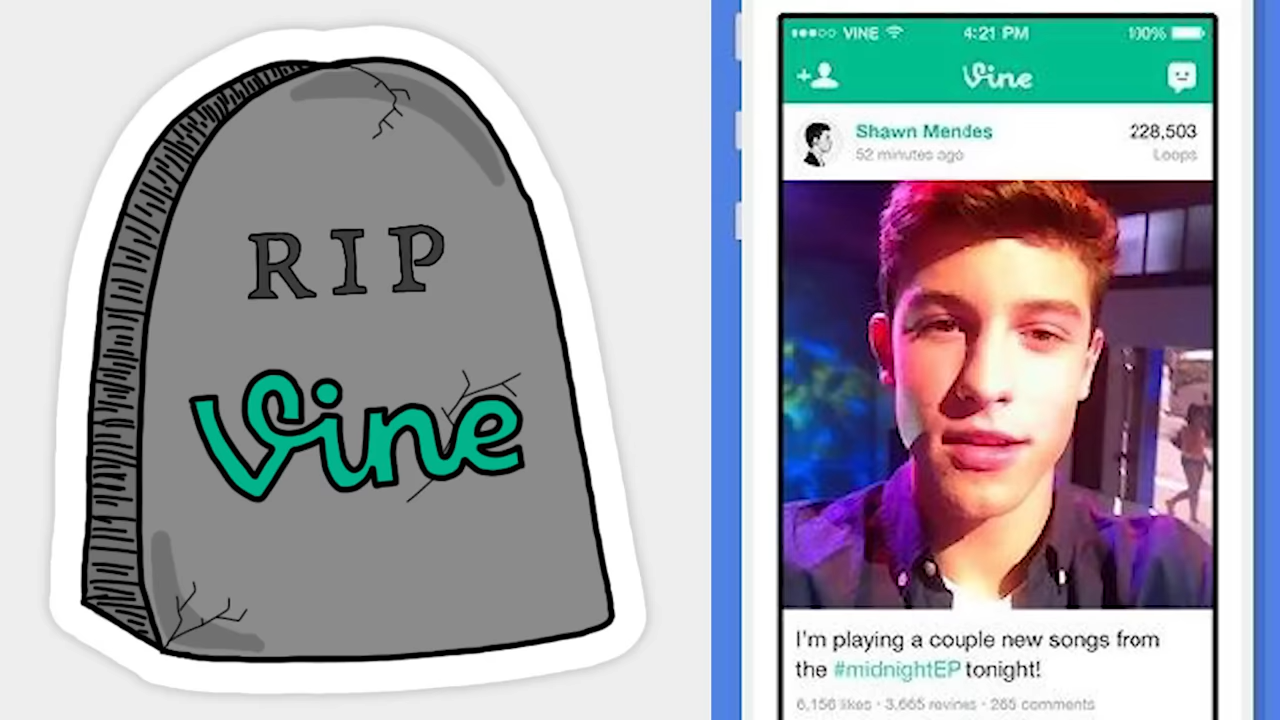 RIP
Vine
VINE 4:21 PM 100%
Vine
Shawn Mendes 228,503
52 minutes ago Loops
I'm playing a couple new songs from
the #midnightEP tonight!
6,156 likes · 3,665 revines · 265 comments